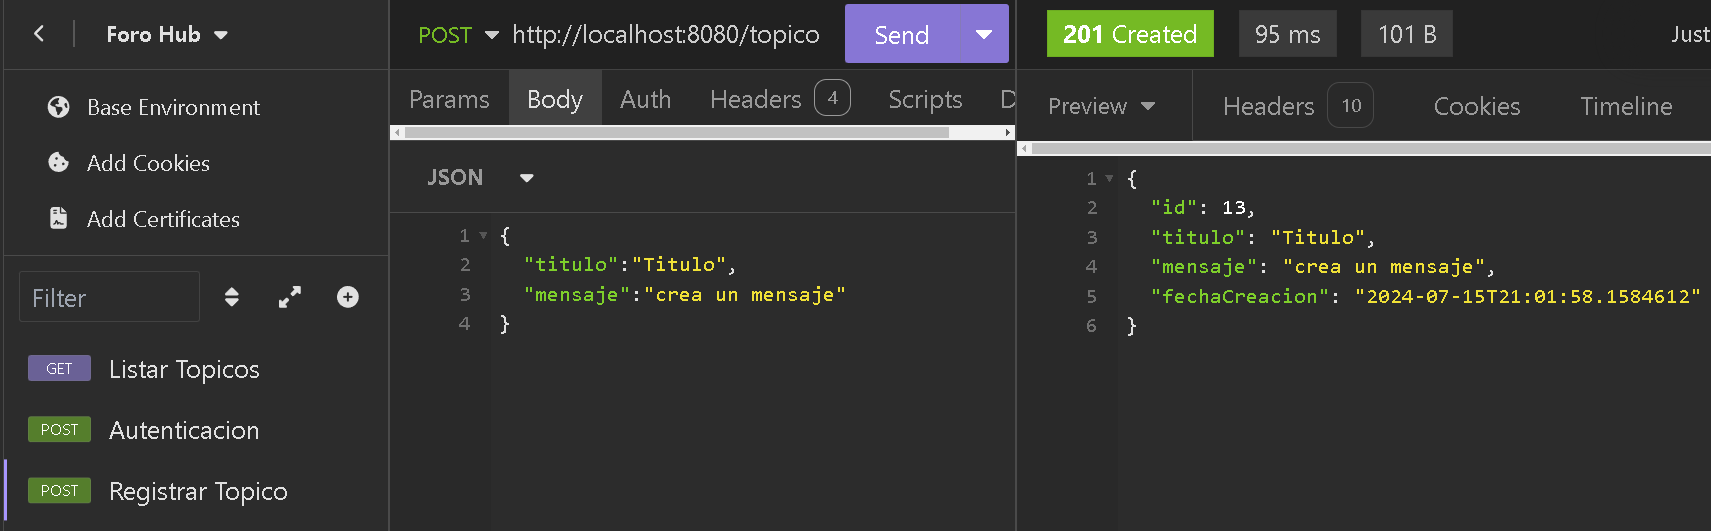 Foro Hub
Base Environment
Add Cookies
Add Certificates
Filter
GET Listar Topicos
POST Autenticacion
POST Registrar Topico
POST http://localhost:8080/topico Send
Params Body Auth Headers 4 Scripts D
JSON
1 {
2 "titulo":"Titulo",
3 "mensaje":"crea un mensaje"
4 }
201 Created 95 ms 101 B Just
Preview Headers 10 Cookies Timeline
1 {
2 "id": 13,
3 "titulo": "Titulo",
4 "mensaje": "crea un mensaje",
5 "fechaCreacion": "2024-07-15T21:01:58.1584612"
6 }